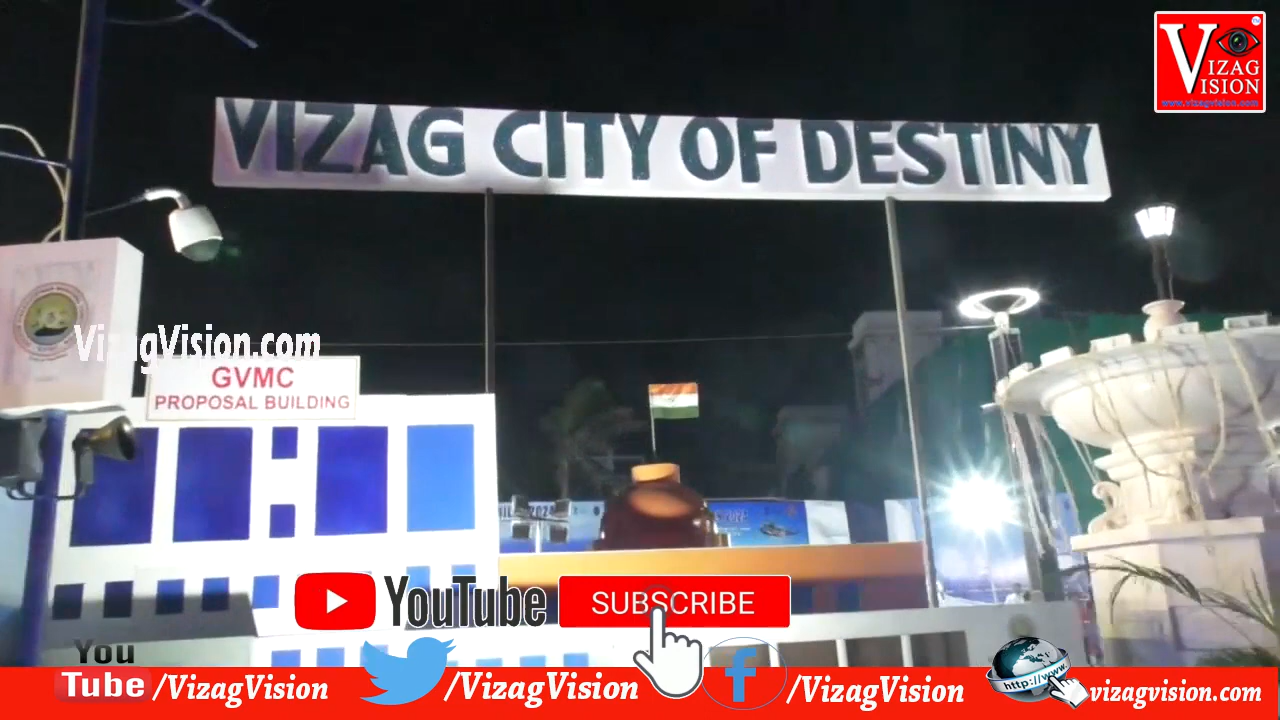 VIZAG CITY OF DESTINY
VIZAG
VISION
www.vizagvision.com
VizagVision.com
GVMC
PROPOSAL BUILDING
YouTube
SUBSCRIBE
You
Tube /VizagVision
/VizagVision
f /VizagVision
http://www.
vizagvision.com